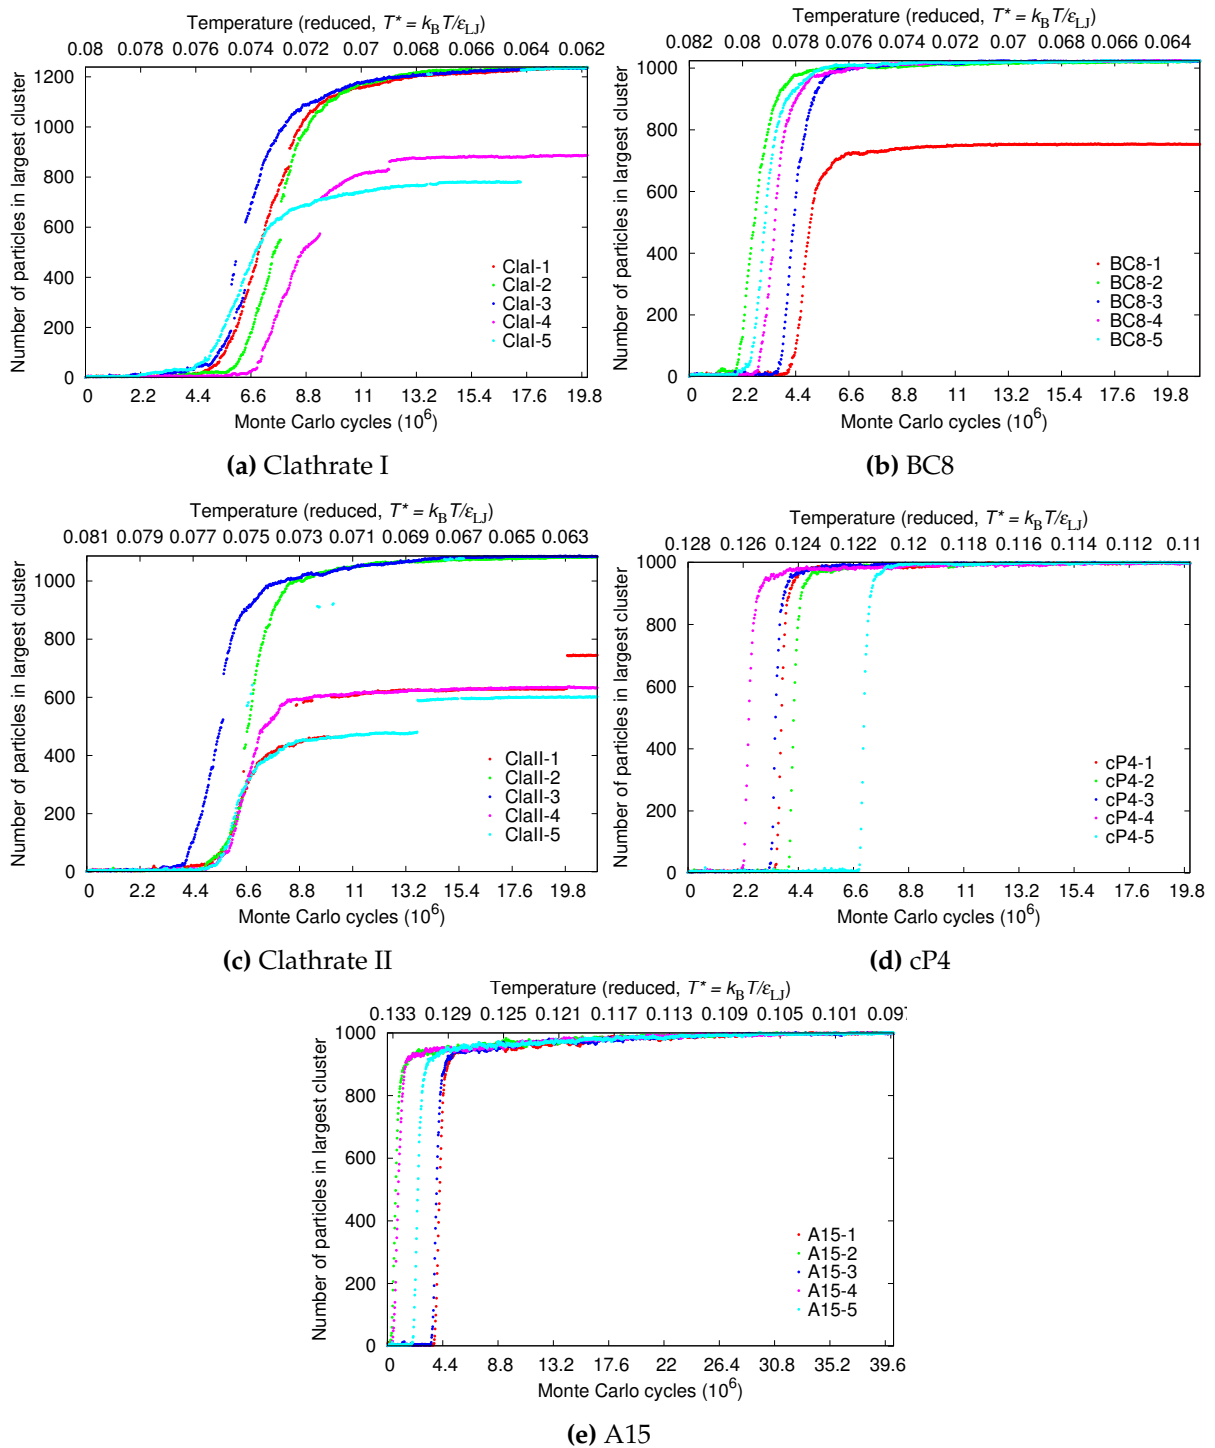 Temperature (reduced, T* = kBT/εLJ)
0.08 0.078 0.076 0.074 0.072 0.07 0.068 0.066 0.064 0.062
Number of particles in largest cluster
1200
1000
800
600
400
200
0
ClaI-1
ClaI-2
ClaI-3
ClaI-4
ClaI-5
0 2.2 4.4 6.6 8.8 11 13.2 15.4 17.6 19.8
Monte Carlo cycles (10^6)
(a) Clathrate I
Temperature (reduced, T* = kBT/εLJ)
0.082 0.08 0.078 0.076 0.074 0.072 0.07 0.068 0.066 0.064
Number of particles in largest cluster
1000
800
600
400
200
0
BC8-1
BC8-2
BC8-3
BC8-4
BC8-5
0 2.2 4.4 6.6 8.8 11 13.2 15.4 17.6 19.8
Monte Carlo cycles (10^6)
(b) BC8
Temperature (reduced, T* = kBT/εLJ)
0.081 0.079 0.077 0.075 0.073 0.071 0.069 0.067 0.065 0.063
Number of particles in largest cluster
1000
800
600
400
200
0
ClaII-1
ClaII-2
ClaII-3
ClaII-4
ClaII-5
0 2.2 4.4 6.6 8.8 11 13.2 15.4 17.6 19.8
Monte Carlo cycles (10^6)
(c) Clathrate II
Temperature (reduced, T* = kBT/εLJ)
0.128 0.126 0.124 0.122 0.12 0.118 0.116 0.114 0.112 0.11
Number of particles in largest cluster
1000
800
600
400
200
0
cP4-1
cP4-2
cP4-3
cP4-4
cP4-5
0 2.2 4.4 6.6 8.8 11 13.2 15.4 17.6 19.8
Monte Carlo cycles (10^6)
(d) cP4
Temperature (reduced, T* = kBT/εLJ)
0.133 0.129 0.125 0.121 0.117 0.113 0.109 0.105 0.101 0.097
Number of particles in largest cluster
1000
800
600
400
200
0
A15-1
A15-2
A15-3
A15-4
A15-5
0 4.4 8.8 13.2 17.6 22 26.4 30.8 35.2 39.6
Monte Carlo cycles (10^6)
(e) A15